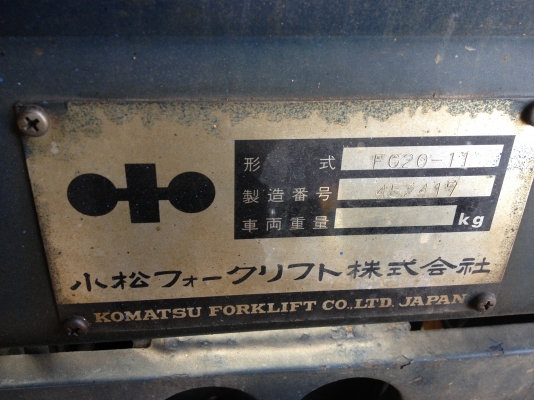 形式 FG20-11
製造番号
車両重量 kg
小松フォークリフト株式会社
KOMATSU FORKLIFT CO.,LTD. JAPAN